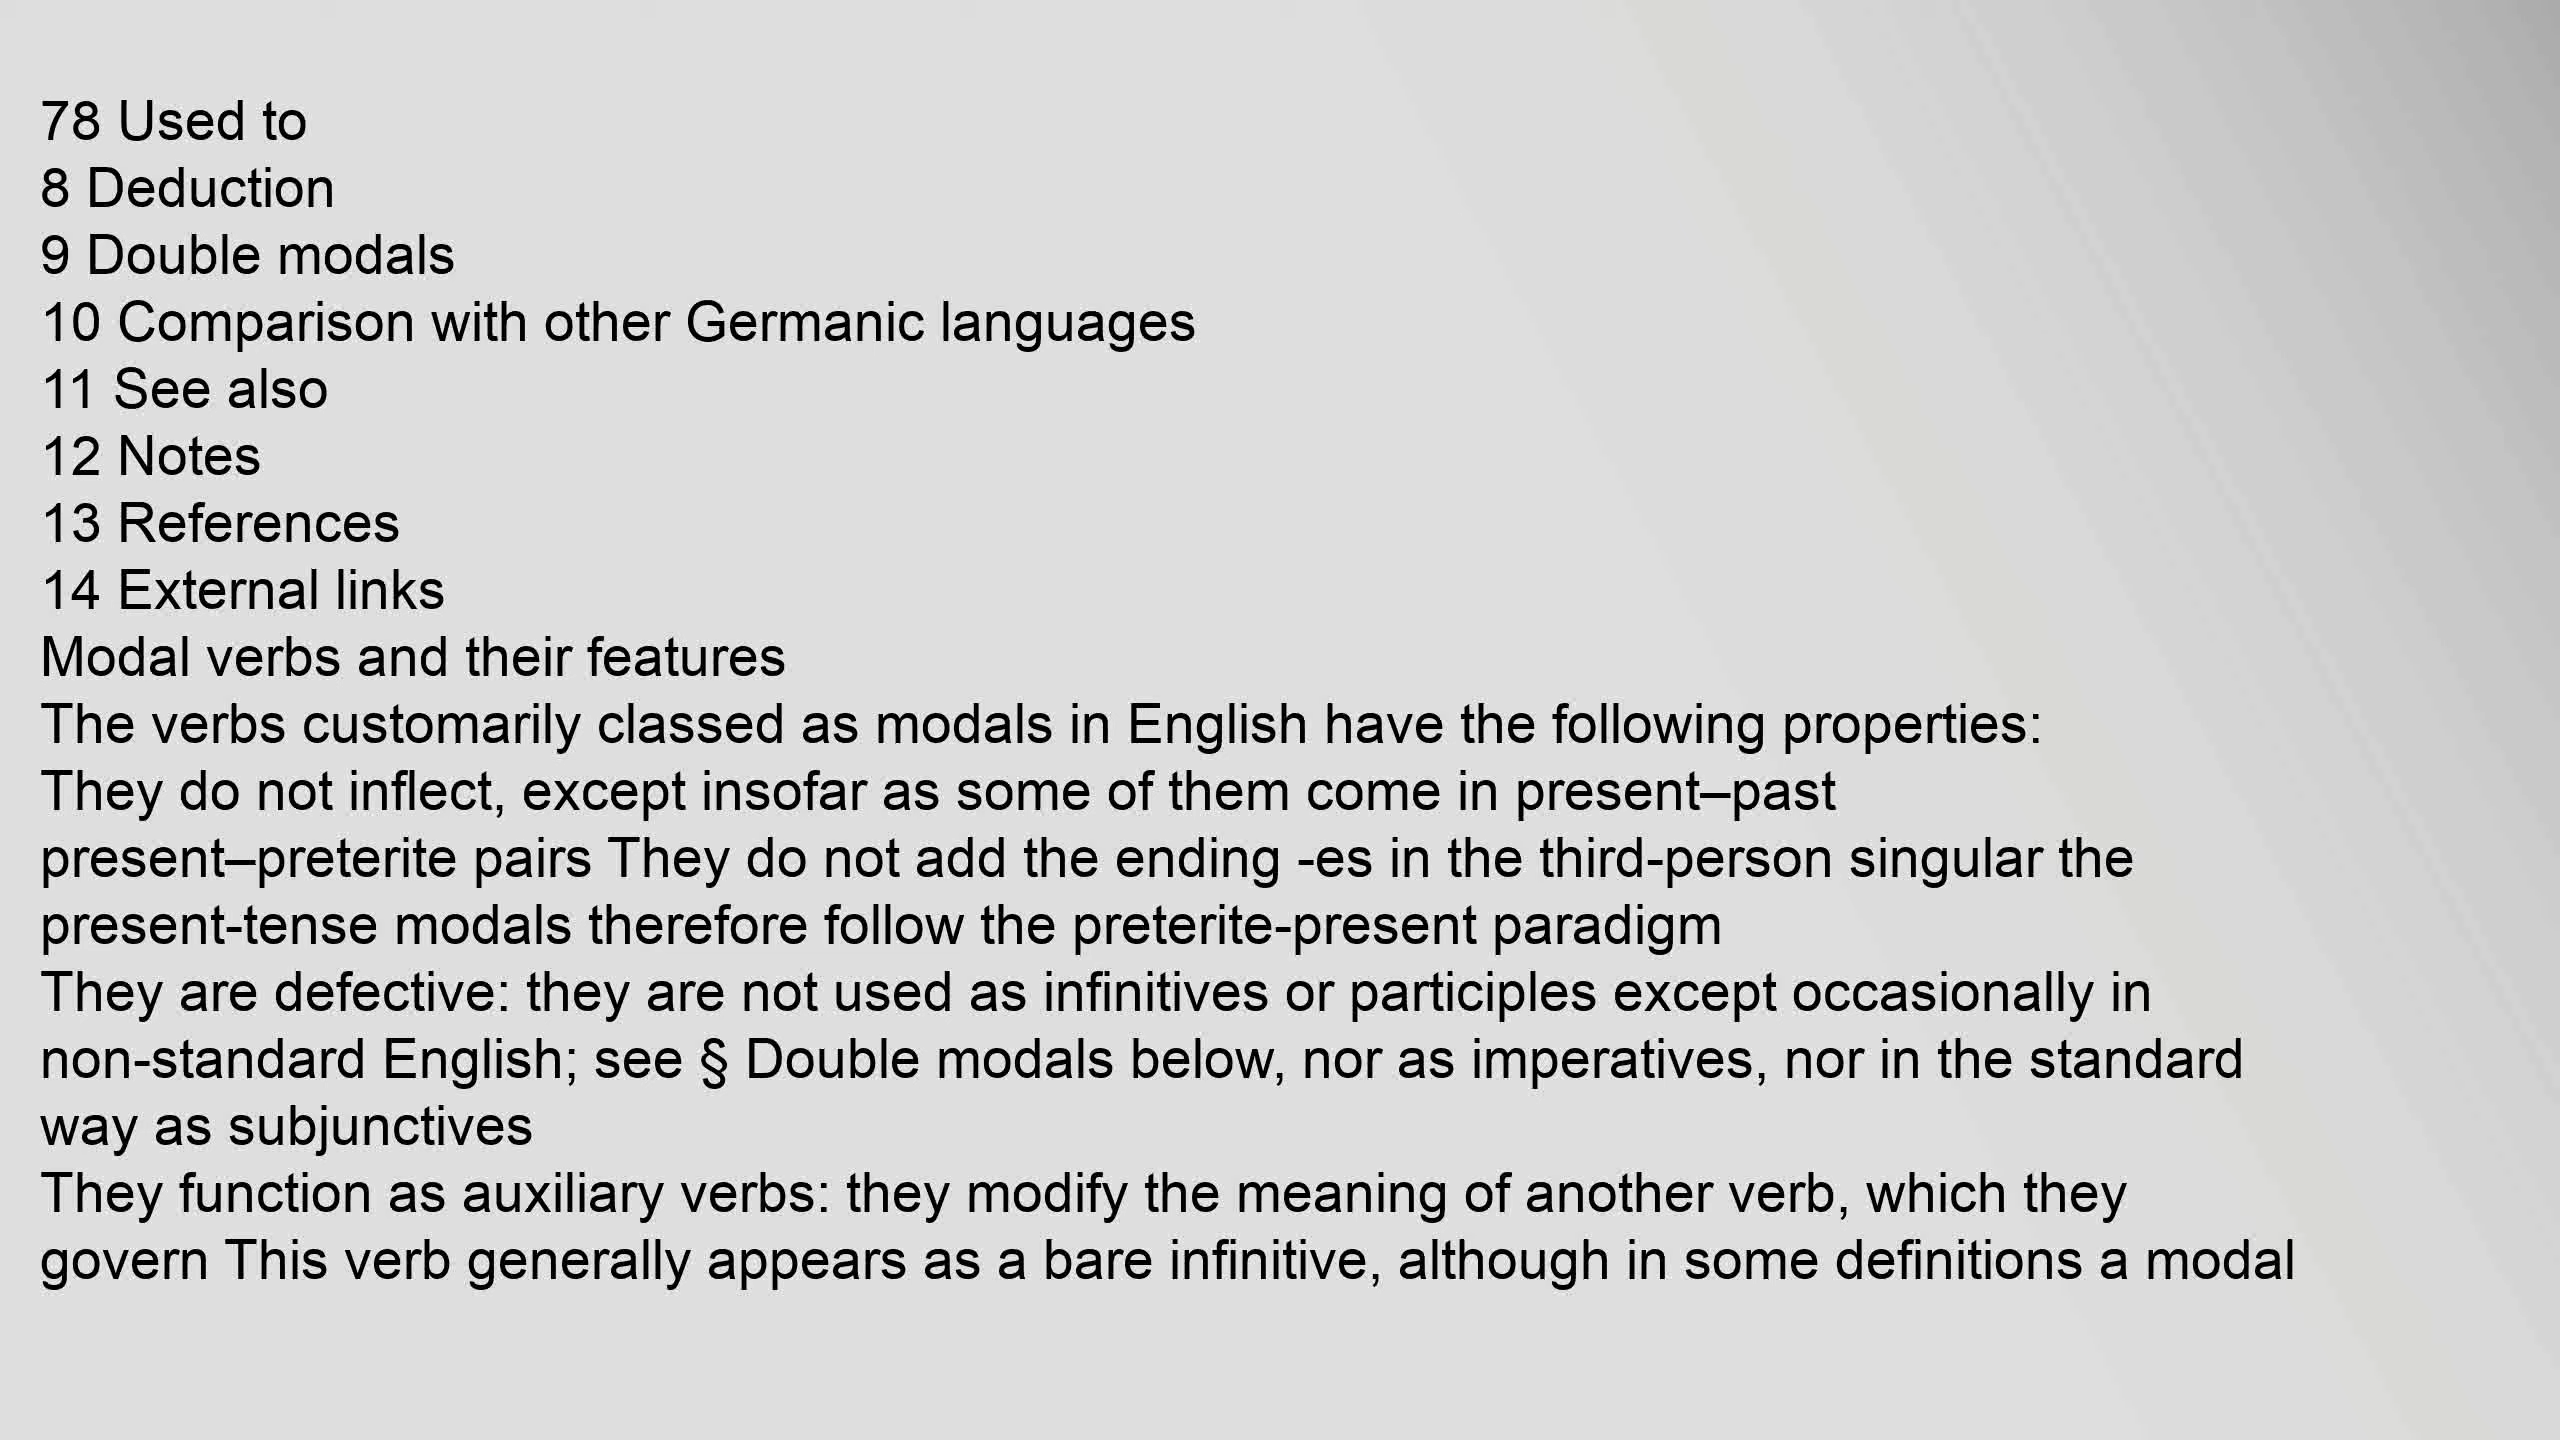 78 Used to
8 Deduction
9 Double modals
10 Comparison with other Germanic languages
11 See also
12 Notes
13 References
14 External links
Modal verbs and their features
The verbs customarily classed as modals in English have the following properties:
They do not inflect, except insofar as some of them come in present–past
present–preterite pairs They do not add the ending -es in the third-person singular the
present-tense modals therefore follow the preterite-present paradigm
They are defective: they are not used as infinitives or participles except occasionally in
non-standard English; see § Double modals below, nor as imperatives, nor in the standard
way as subjunctives
They function as auxiliary verbs: they modify the meaning of another verb, which they
govern This verb generally appears as a bare infinitive, although in some definitions a modal